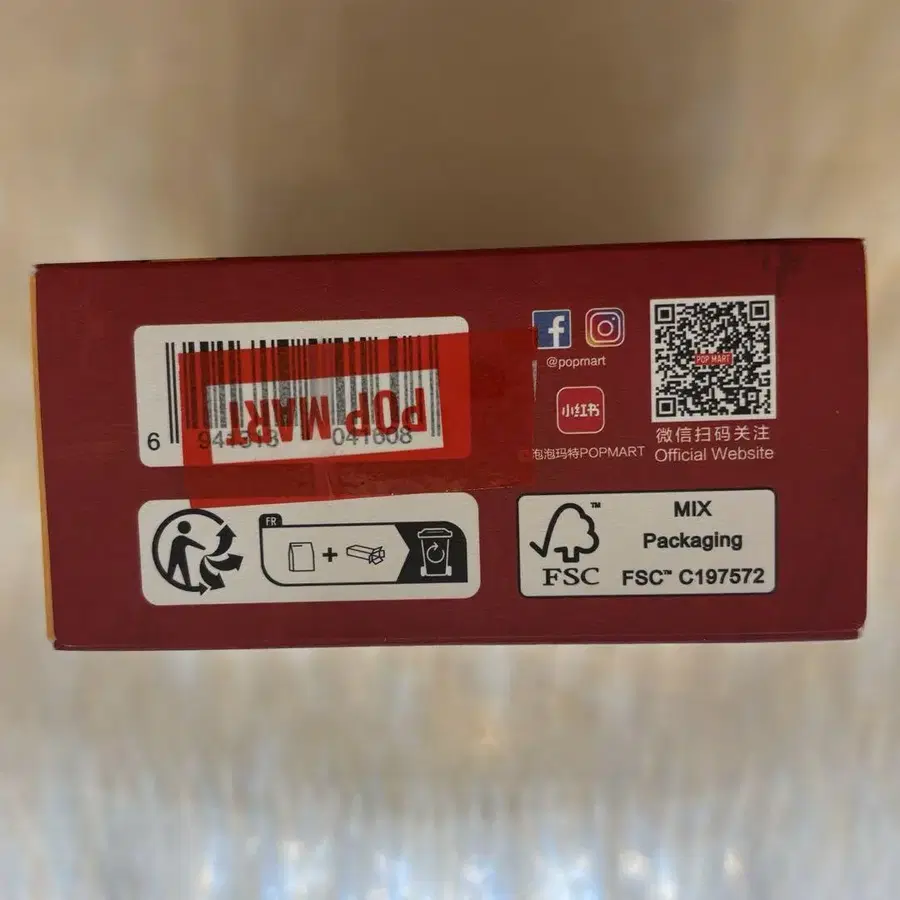 6
041608
POP MART
@popmart
小红书
泡泡玛特POPMART
POP MART
微信扫码关注
Official Website
FR
FSC™
MIX
Packaging
FSC™ C197572